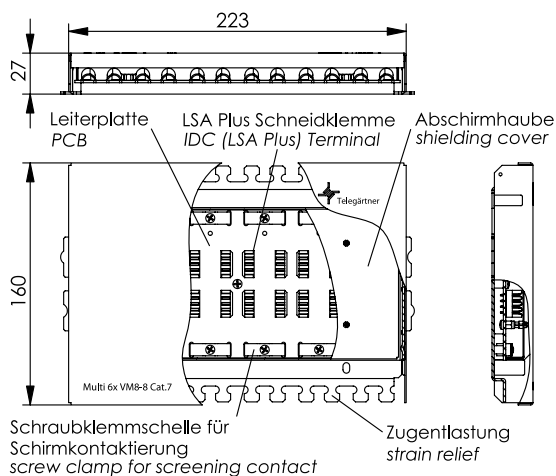 223
27
Leiterplatte
PCB
LSA Plus Schneidklemme
IDC (LSA Plus) Terminal
Abschirmhaube
shielding cover
Telegärtner
160
Multi 6x VM8-8 Cat.7
Schraubklemmschelle für
Schirmkontaktierung
screw clamp for screening contact
Zugentlastung
strain relief